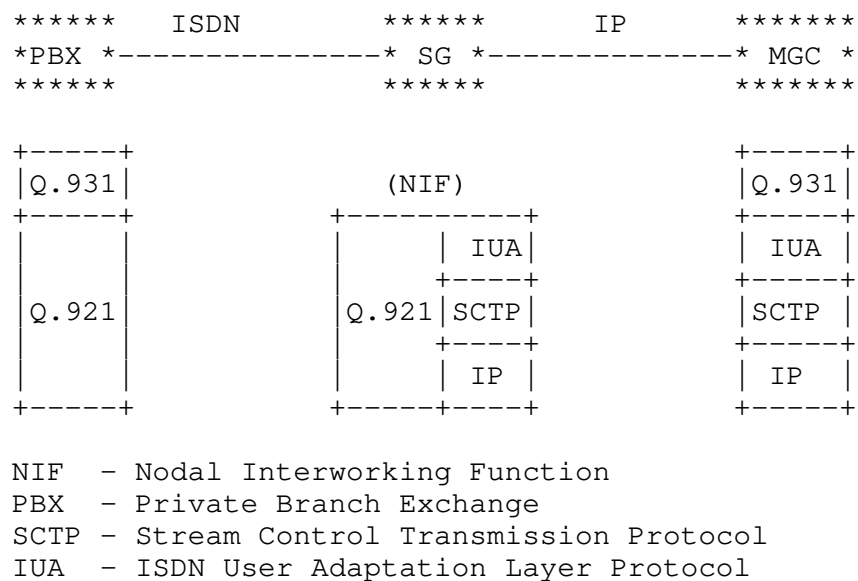 ******   ISDN        ******      IP      *******
*PBX *---------------* SG *--------------* MGC *
******               ******              *******

+-----+                                  +-----+
|Q.931|              (NIF)               |Q.931|
+-----+           +----------+           +-----+
|     |           |     | IUA|           | IUA |
|     |           |     +----+           +-----+
|Q.921|           |Q.921|SCTP|           |SCTP |
|     |           |     +----+           +-----+
|     |           |     | IP |           | IP  |
+-----+           +-----+----+           +-----+

NIF  - Nodal Interworking Function
PBX  - Private Branch Exchange
SCTP - Stream Control Transmission Protocol
IUA  - ISDN User Adaptation Layer Protocol